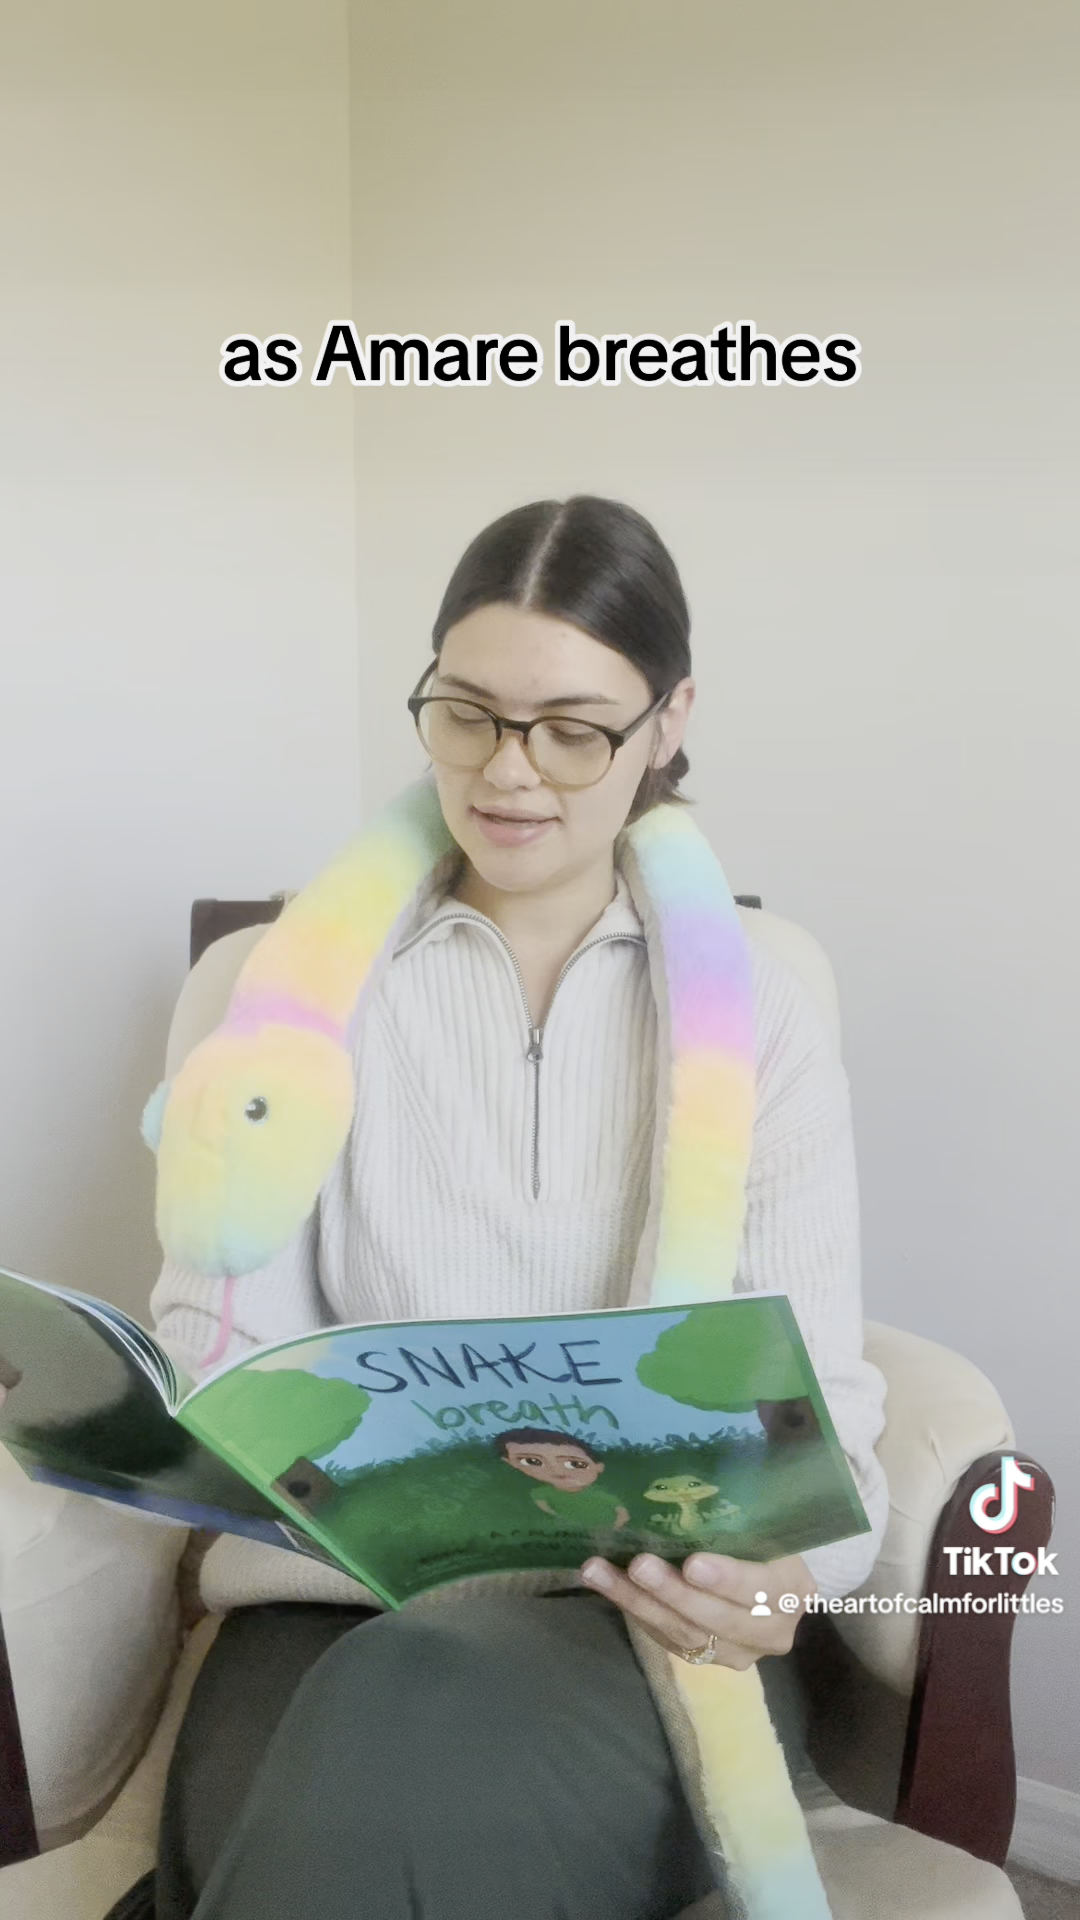 as Amare breathes
SNAKE
breath
TikTok
@theartofcalmforlittles